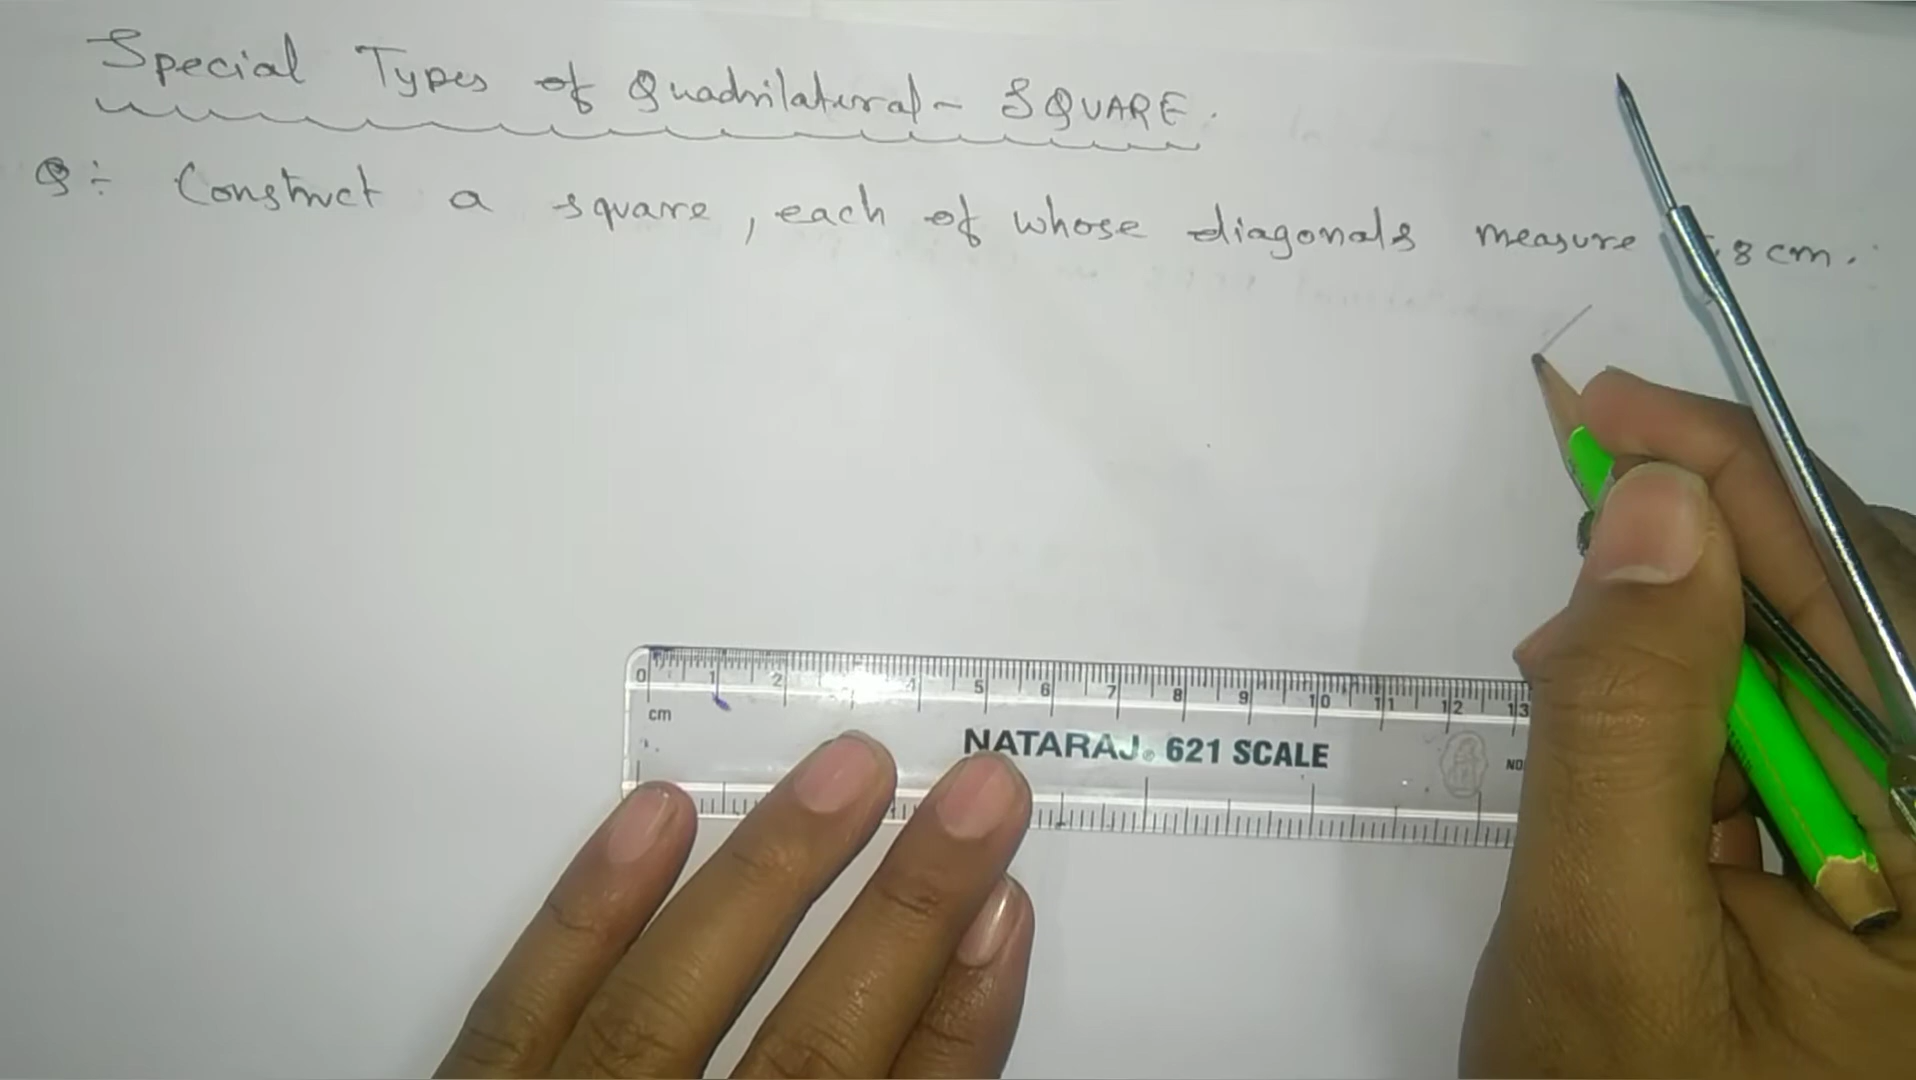 Special Types of Quadrilateral - SQUARE.
Q:- Construct a square, each of whose diagonals measure .8 cm.
0 1 2 4 5 6 7 8 9 10 11 12 13
cm
NATARAJ 621 SCALE
NO